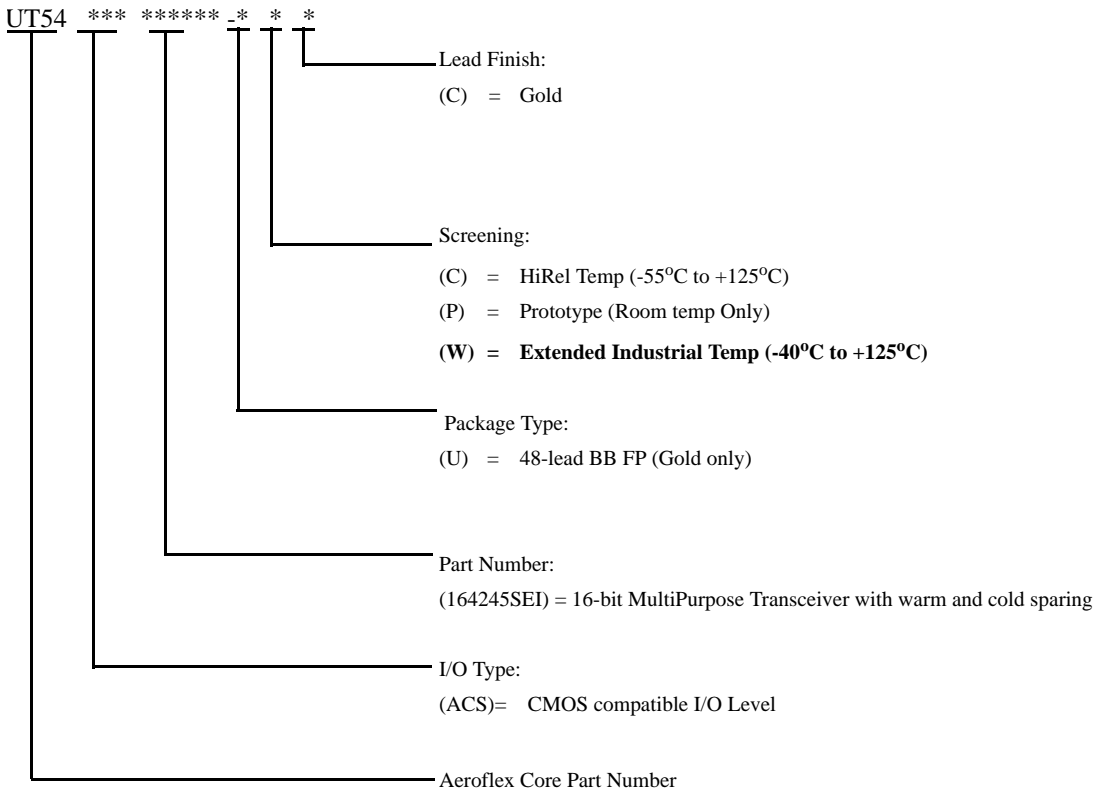 UT54 *** ****** -* * *
Lead Finish:
(C) = Gold
Screening:
(C) = HiRel Temp (-55°C to +125°C)
(P) = Prototype (Room temp Only)
(W) = Extended Industrial Temp (-40°C to +125°C)
Package Type:
(U) = 48-lead BB FP (Gold only)
Part Number:
(164245SEI) = 16-bit MultiPurpose Transceiver with warm and cold sparing
I/O Type:
(ACS)= CMOS compatible I/O Level
Aeroflex Core Part Number